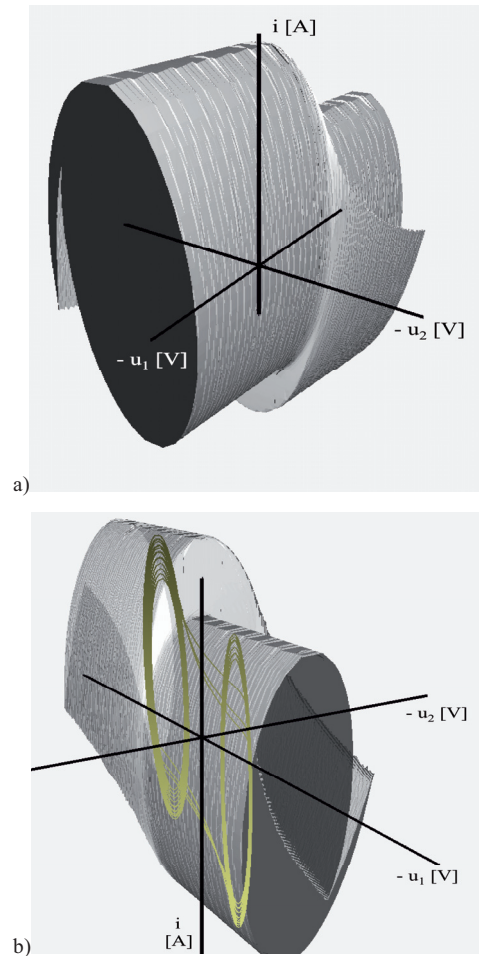 i [A]
- u₂ [V]
- u₁ [V]
a)
- u₂ [V]
- u₁ [V]
i
[A]
b)